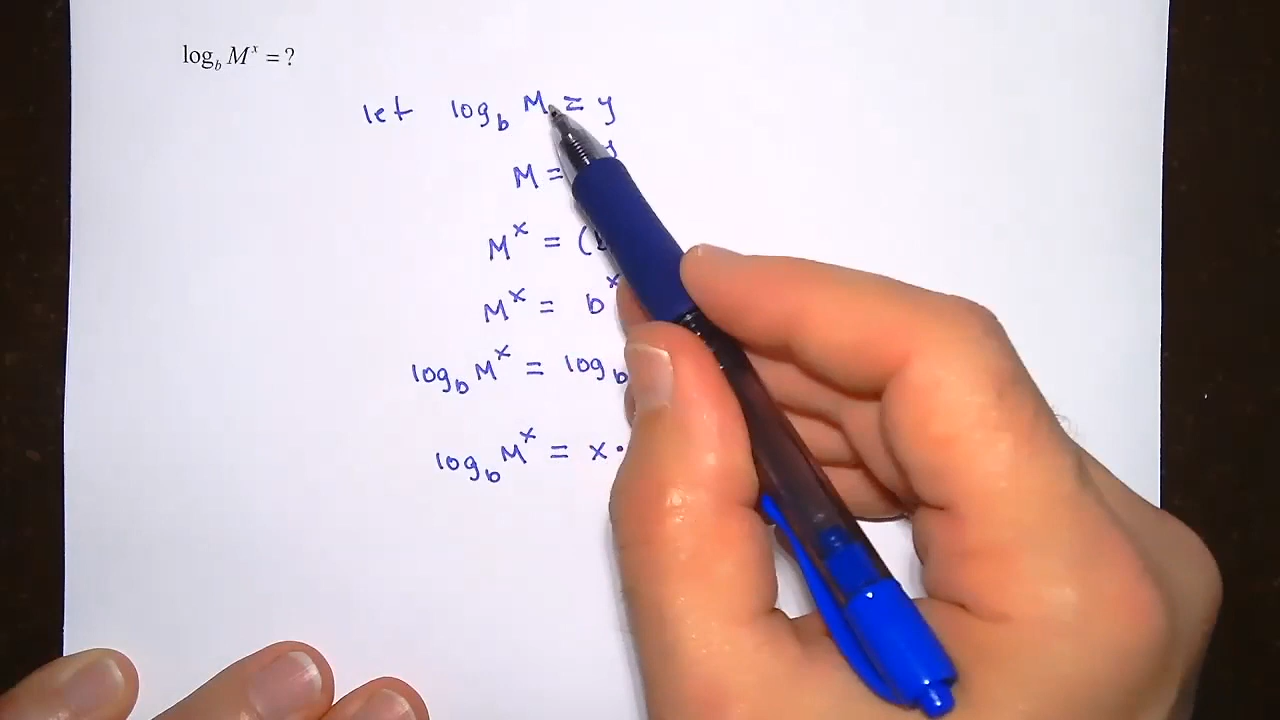 log_b M^x = ?
let log_b M = y
M =
M^x = (
M^x = b^x
log_b M^x = log_b
log_b M^x = x ·